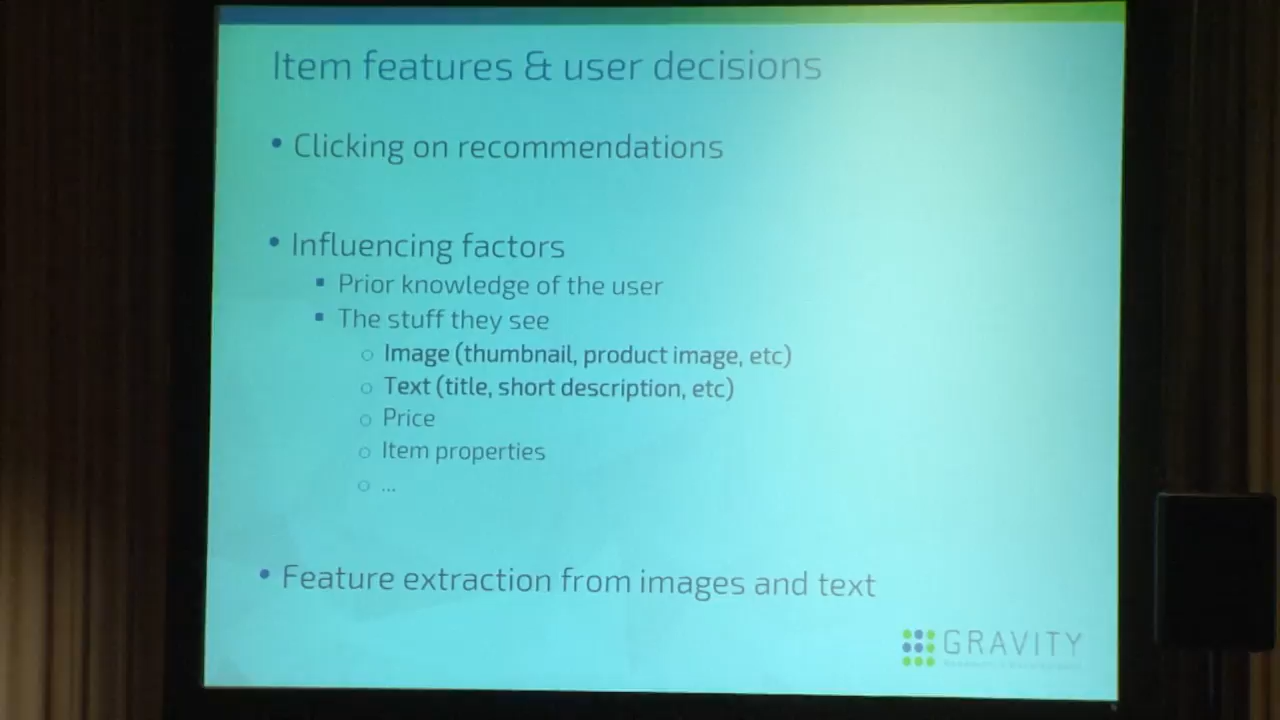 Item features & user decisions
• Clicking on recommendations
• Influencing factors
▪ Prior knowledge of the user
▪ The stuff they see
○ Image (thumbnail, product image, etc)
○ Text (title, short description, etc)
○ Price
○ Item properties
○ ...
• Feature extraction from images and text
GRAVITY